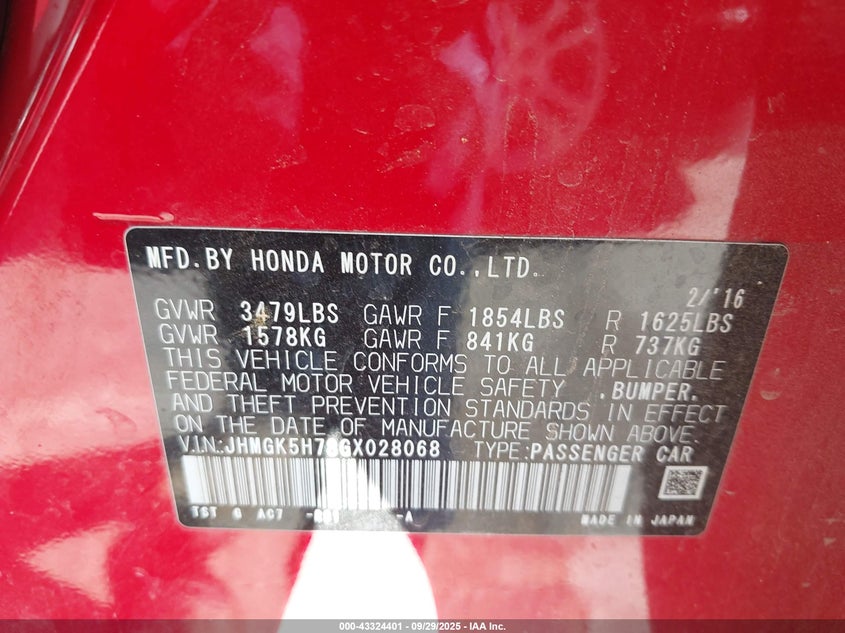 MFD.BY HONDA MOTOR CO.,LTD.
2/'16
GVWR 3479LBS GAWR F 1854LBS R 1625LBS
GVWR 1578KG GAWR F 841KG R 737KG
THIS VEHICLE CONFORMS TO ALL APPLICABLE
FEDERAL MOTOR VEHICLE SAFETY ,BUMPER,
AND THEFT PREVENTION STANDARDS IN EFFECT
ON THE DATE OF MANUFACTURE SHOWN ABOVE.
V.I.N.:JHMGK5H78GX028068 TYPE:PASSENGER CAR
ACT -A
MADE IN JAPAN
000-43324401 - 09/29/2025 - IAA Inc.